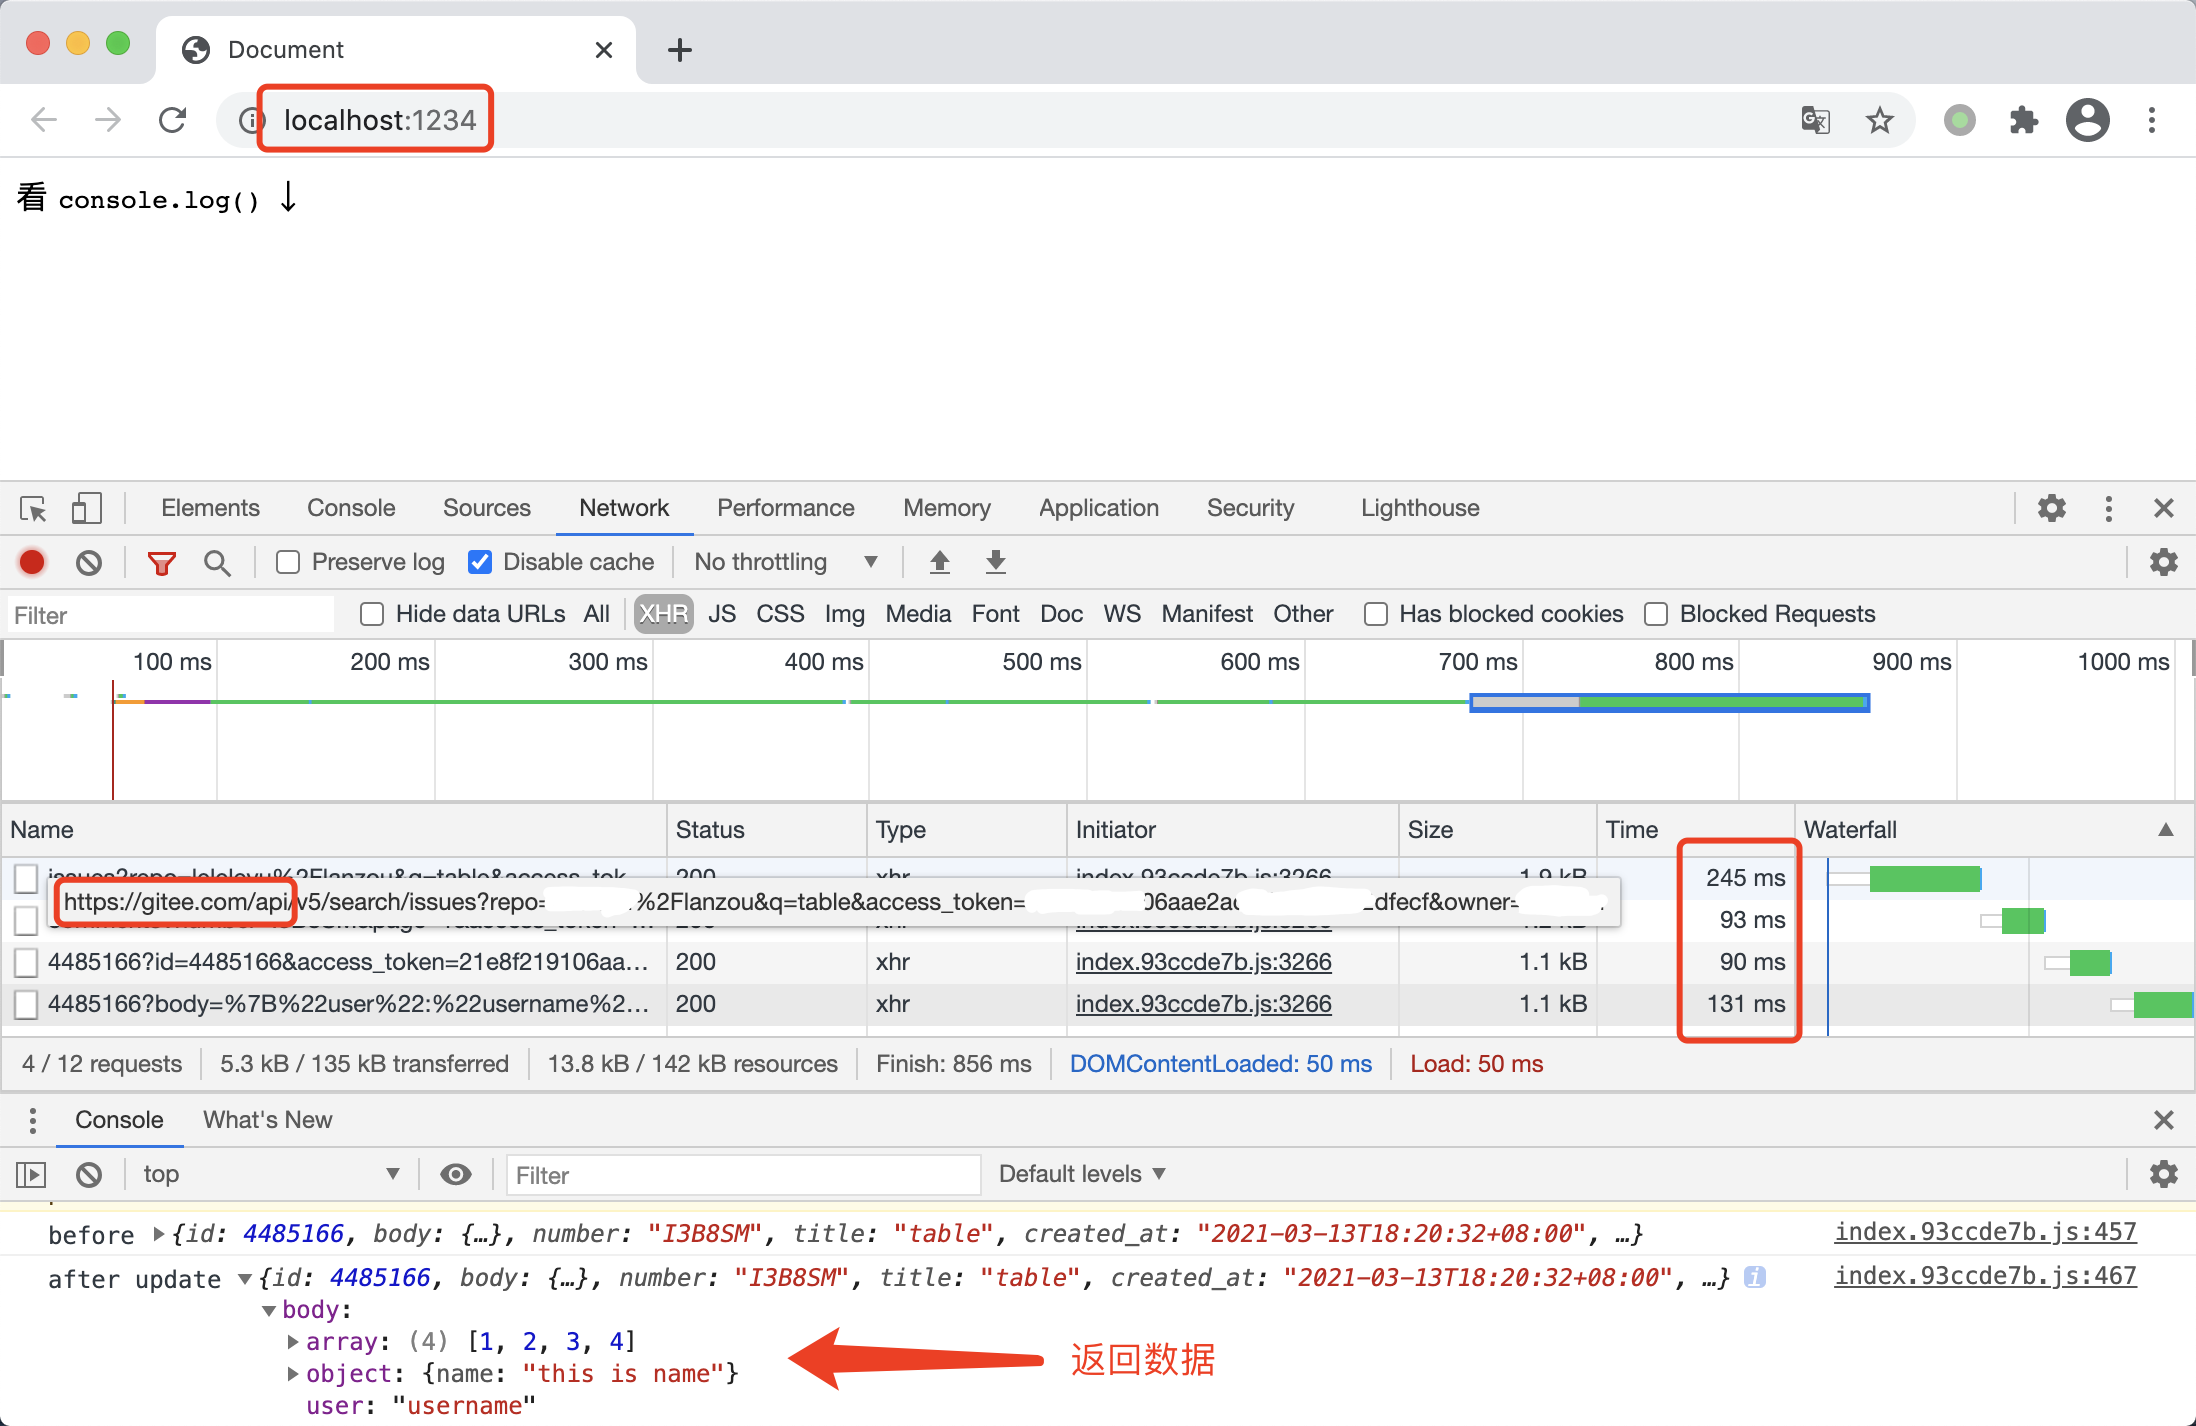 Document
localhost:1234
看 console.log() ↓
Elements Console Sources Network Performance Memory Application Security Lighthouse
Preserve log Disable cache No throttling
Filter Hide data URLs All XHR JS CSS Img Media Font Doc WS Manifest Other Has blocked cookies Blocked Requests
100 ms 200 ms 300 ms 400 ms 500 ms 600 ms 700 ms 800 ms 900 ms 1000 ms
Name Status Type Initiator Size Time Waterfall
200 xhr index.93ccde7b.js:3266 1.9 kB 245 ms
https://gitee.com/api/v5/search/issues?repo= %2Flanzou&q=table&access_token= 06aae2ac dfecf&owner=
93 ms
4485166?id=4485166&access_token=21e8f219106aa… 200 xhr index.93ccde7b.js:3266 1.1 kB 90 ms
4485166?body=%7B%22user%22:%22username%2… 200 xhr index.93ccde7b.js:3266 1.1 kB 131 ms
4 / 12 requests 5.3 kB / 135 kB transferred 13.8 kB / 142 kB resources Finish: 856 ms DOMContentLoaded: 50 ms Load: 50 ms
Console What's New
top Filter Default levels
before {id: 4485166, body: {…}, number: "I3B8SM", title: "table", created_at: "2021-03-13T18:20:32+08:00", …} index.93ccde7b.js:457
after update {id: 4485166, body: {…}, number: "I3B8SM", title: "table", created_at: "2021-03-13T18:20:32+08:00", …} index.93ccde7b.js:467
body:
array: (4) [1, 2, 3, 4]
object: {name: "this is name"}
返回数据
user: "username"